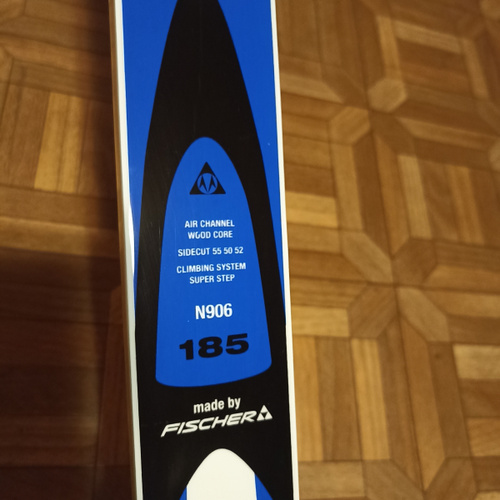 AIR CHANNEL
WOOD CORE
SIDECUT 55 50 52
CLIMBING SYSTEM
SUPER STEP
N906
185
made by
FISCHER